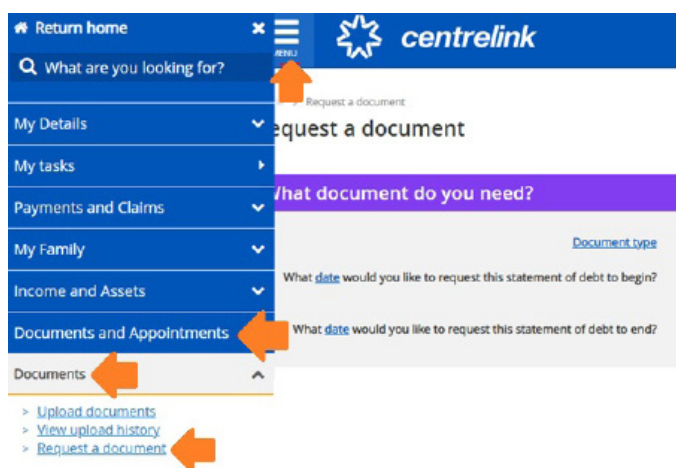 Return home
What are you looking for?
My Details
My tasks
Payments and Claims
My Family
Income and Assets
Documents and Appointments
Documents
> Upload documents
> View upload history
> Request a document
MENU
centrelink
> Request a document
equest a document
What document do you need?
Document type
What date would you like to request this statement of debt to begin?
What date would you like to request this statement of debt to end?